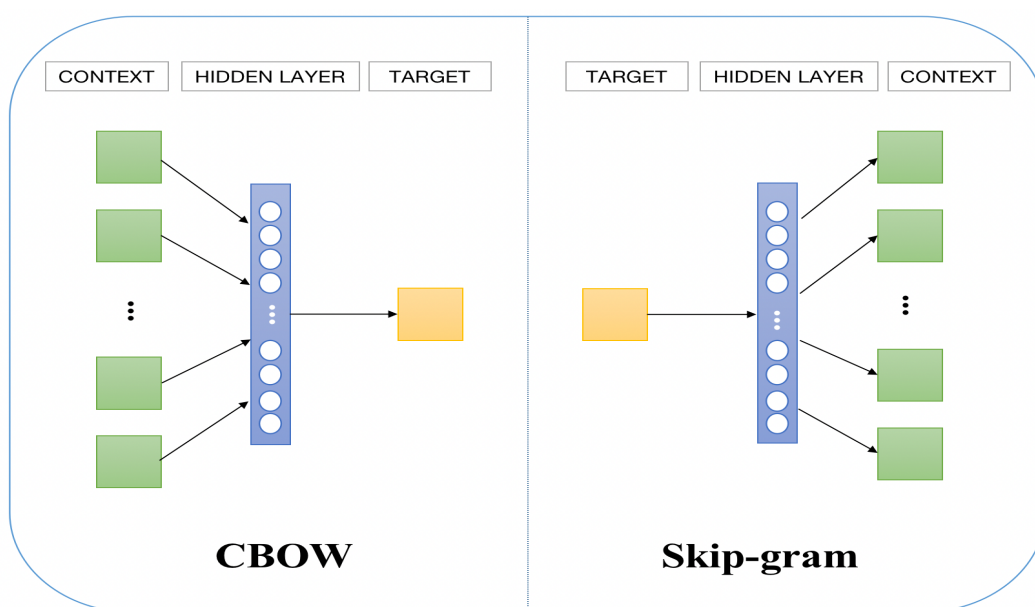 CONTEXT
HIDDEN LAYER
TARGET
CBOW
TARGET
HIDDEN LAYER
CONTEXT
Skip-gram